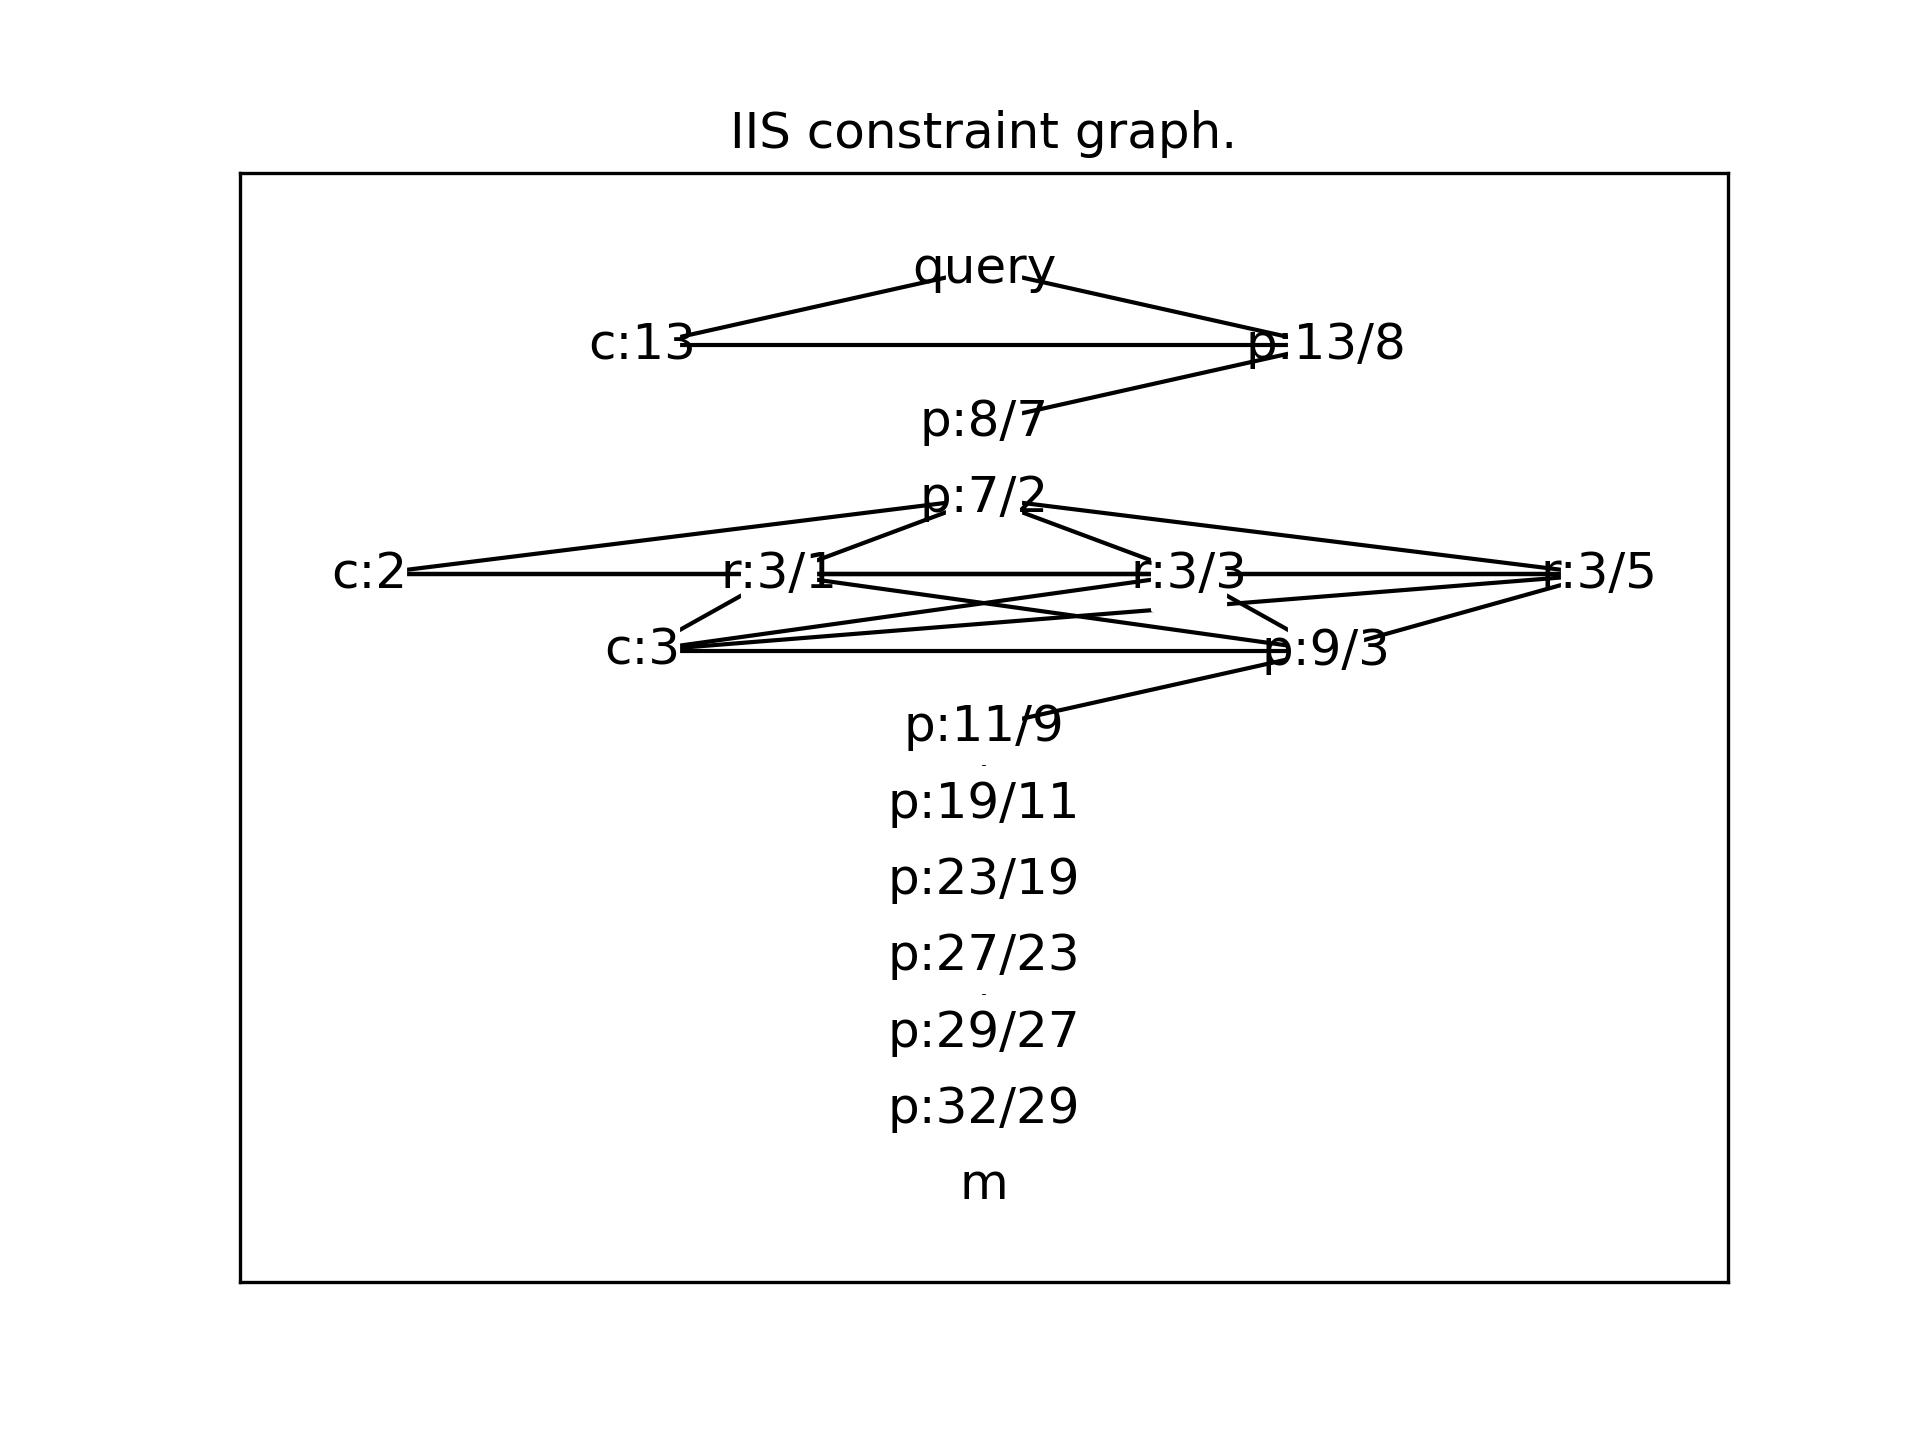 IIS constraint graph.
query
c:13 p:13/8
p:8/7
p:7/2
c:2 r:3/1 r:3/3 r:3/5
c:3 p:9/3
p:11/9
p:19/11
p:23/19
p:27/23
p:29/27
p:32/29
m